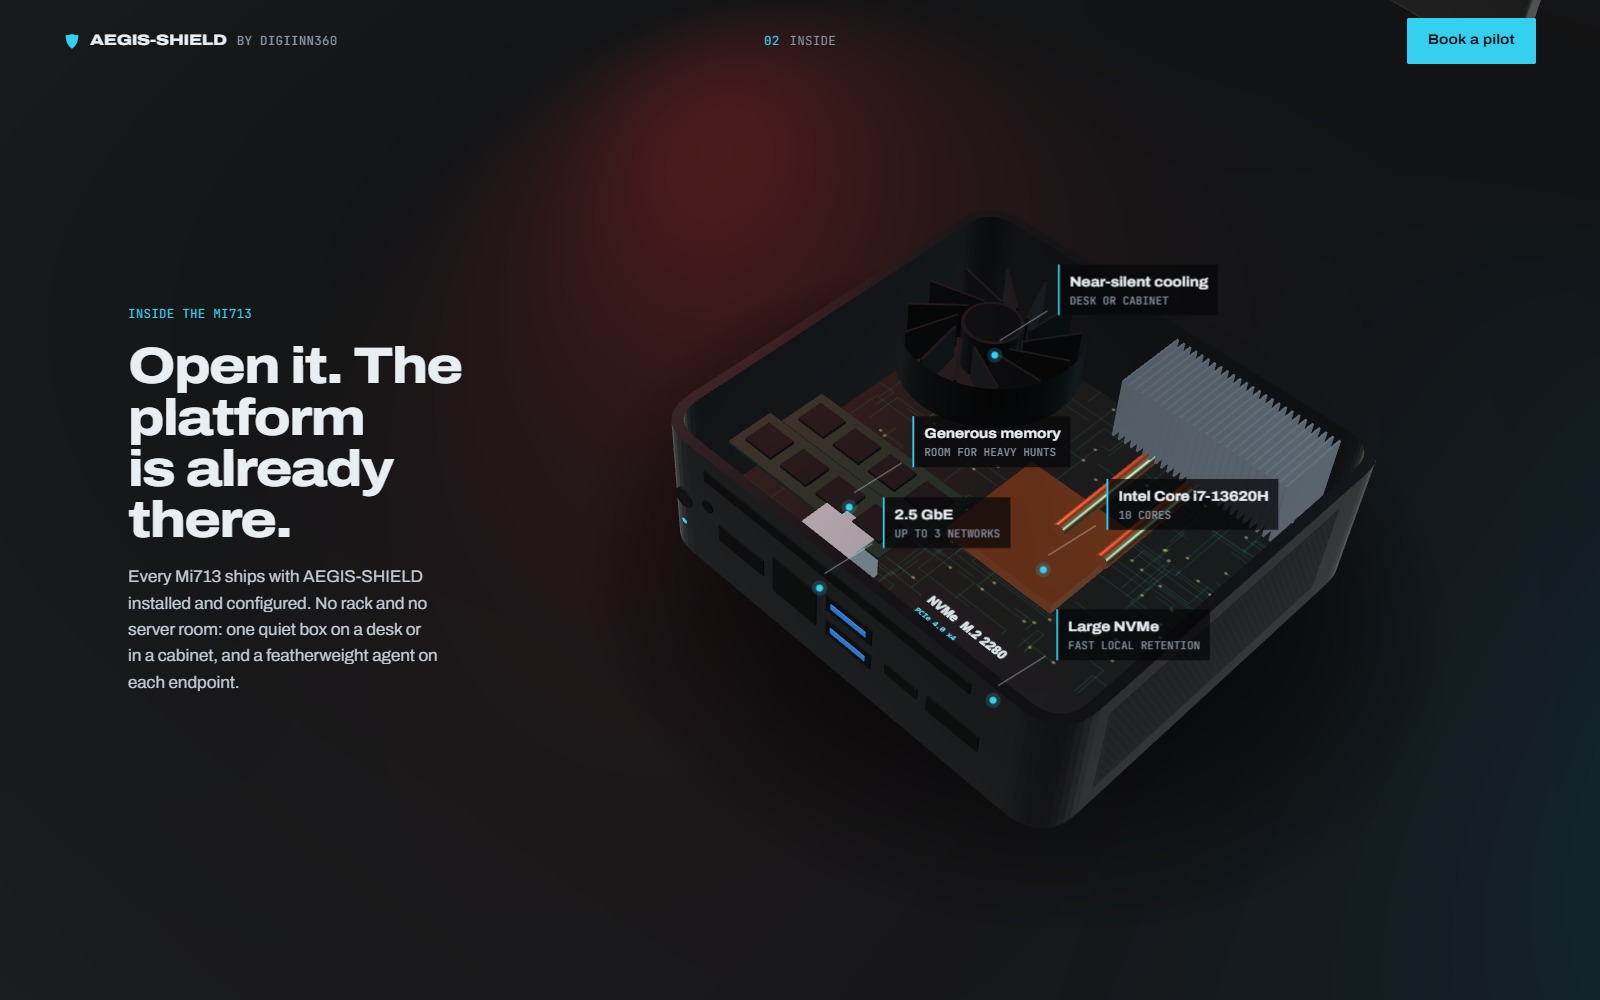 AEGIS-SHIELD BY DIGIINN360
02 INSIDE
Book a pilot
INSIDE THE MI713
Open it. The
platform
is already
there.
Every Mi713 ships with AEGIS-SHIELD
installed and configured. No rack and no
server room: one quiet box on a desk or
in a cabinet, and a featherweight agent on
each endpoint.
Near-silent cooling
DESK OR CABINET
Generous memory
ROOM FOR HEAVY HUNTS
2.5 GbE
UP TO 3 NETWORKS
Intel Core i7-13620H
10 CORES
NVMe M.2 2280
PCIe 4.0 x4
Large NVMe
FAST LOCAL RETENTION